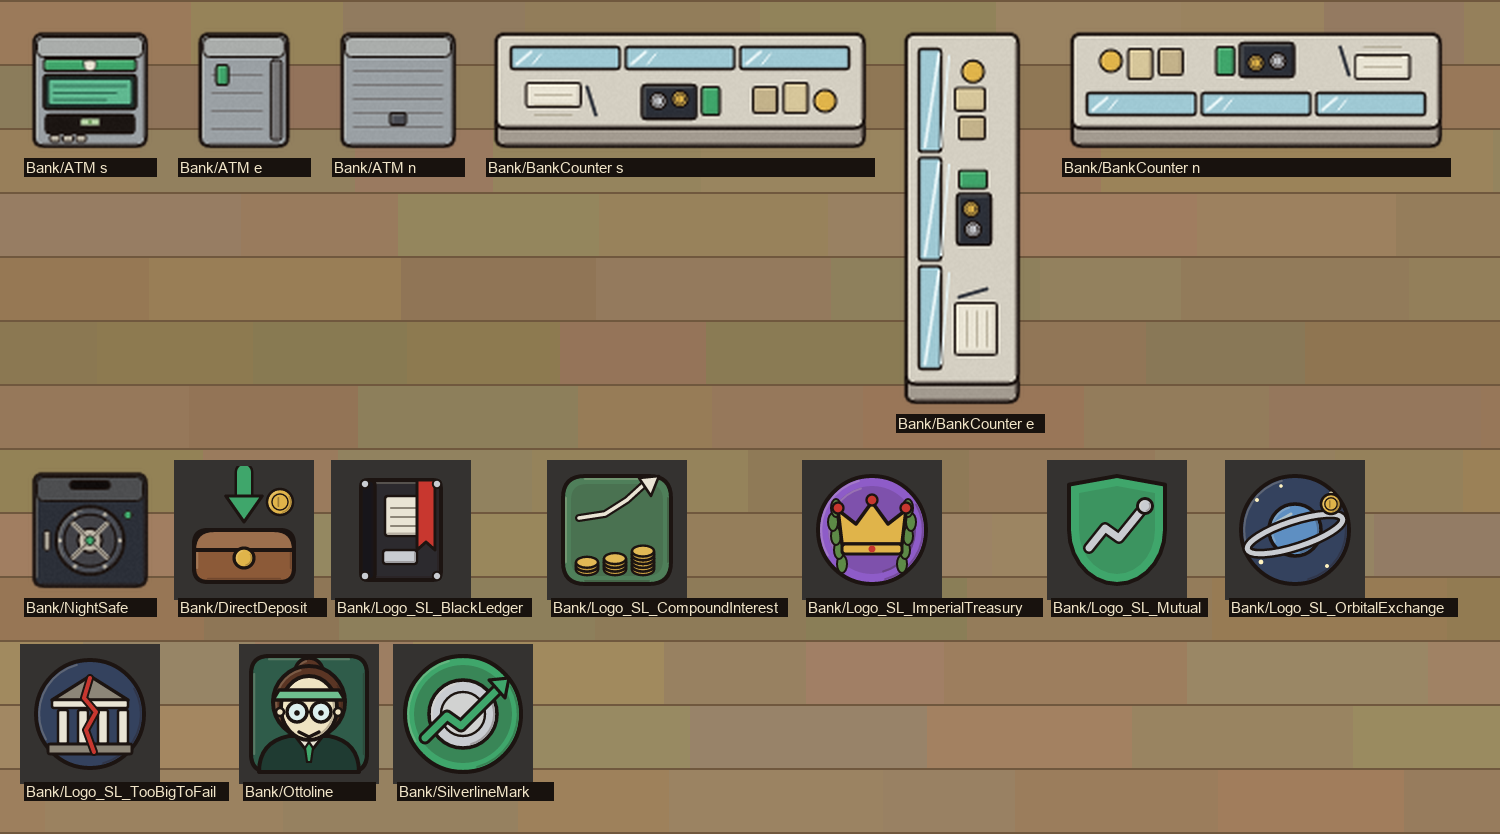 Bank/ATM s
Bank/ATM e
Bank/ATM n
Bank/BankCounter s
Bank/BankCounter n
Bank/BankCounter e
Bank/NightSafe
Bank/DirectDeposit
Bank/Logo_SL_BlackLedger
Bank/Logo_SL_CompoundInterest
Bank/Logo_SL_ImperialTreasury
Bank/Logo_SL_Mutual
Bank/Logo_SL_OrbitalExchange
Bank/Logo_SL_TooBigToFail
Bank/Ottoline
Bank/SilverlineMark